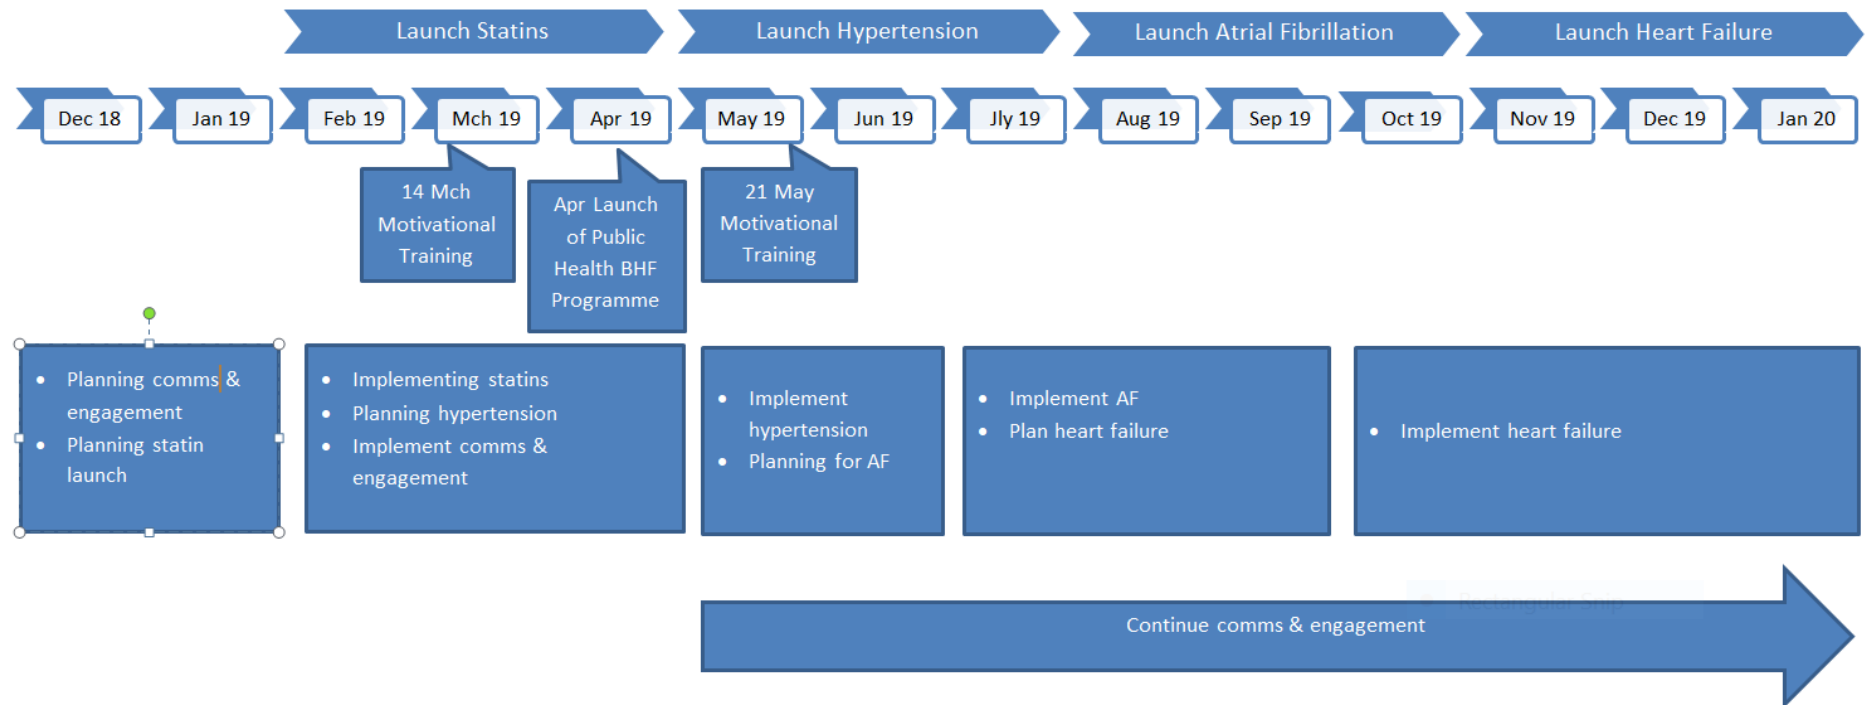 Launch Statins
Launch Hypertension
Launch Atrial Fibrillation
Launch Heart Failure
Dec 18
Jan 19
Feb 19
Mch 19
Apr 19
May 19
Jun 19
Jly 19
Aug 19
Sep 19
Oct 19
Nov 19
Dec 19
Jan 20
14 Mch
Motivational
Training
Apr Launch
of Public
Health BHF
Programme
21 May
Motivational
Training
• Planning comms &
engagement
• Planning statin
launch
• Implementing statins
• Planning hypertension
• Implement comms &
engagement
• Implement
hypertension
• Planning for AF
• Implement AF
• Plan heart failure
• Implement heart failure
Rectangular Snip
Continue comms & engagement